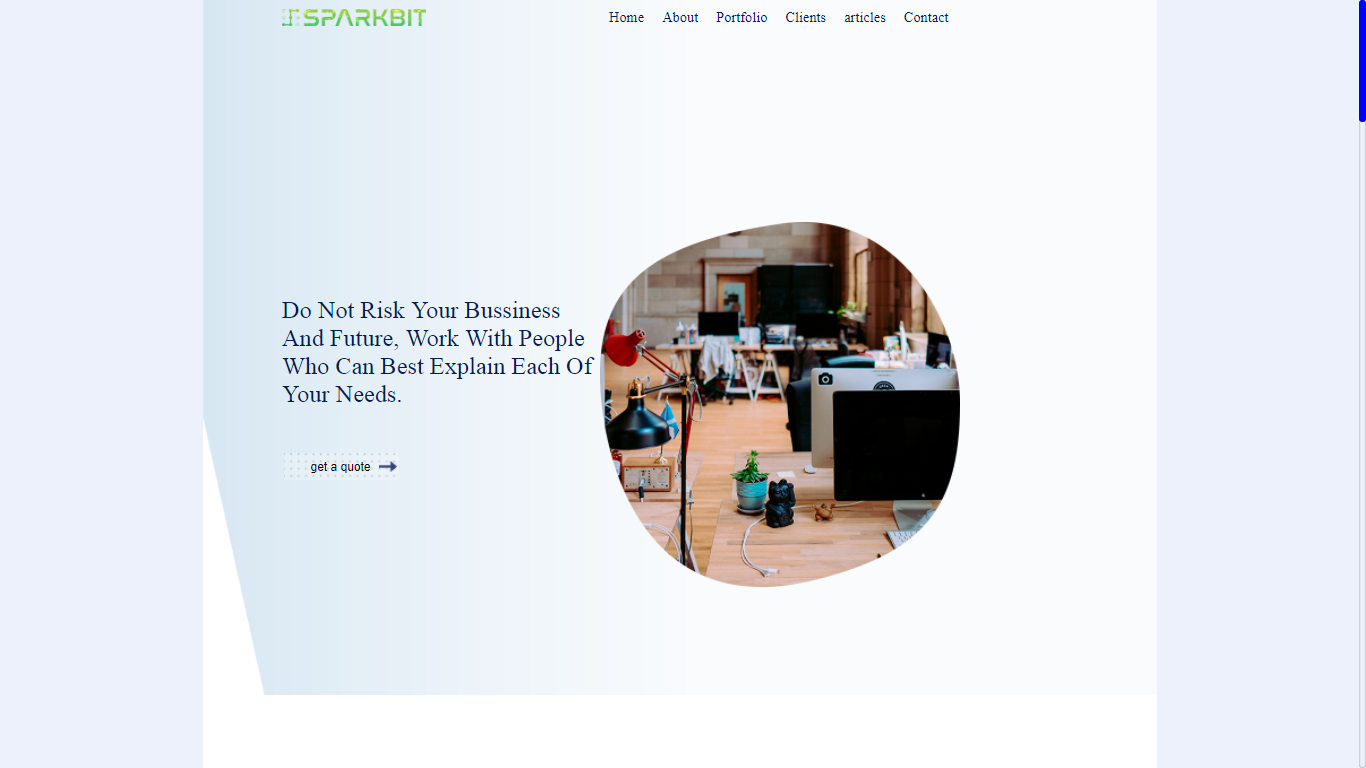 SPARKBIT
Home About Portfolio Clients articles Contact
Do Not Risk Your Bussiness
And Future, Work With People
Who Can Best Explain Each Of
Your Needs.
get a quote